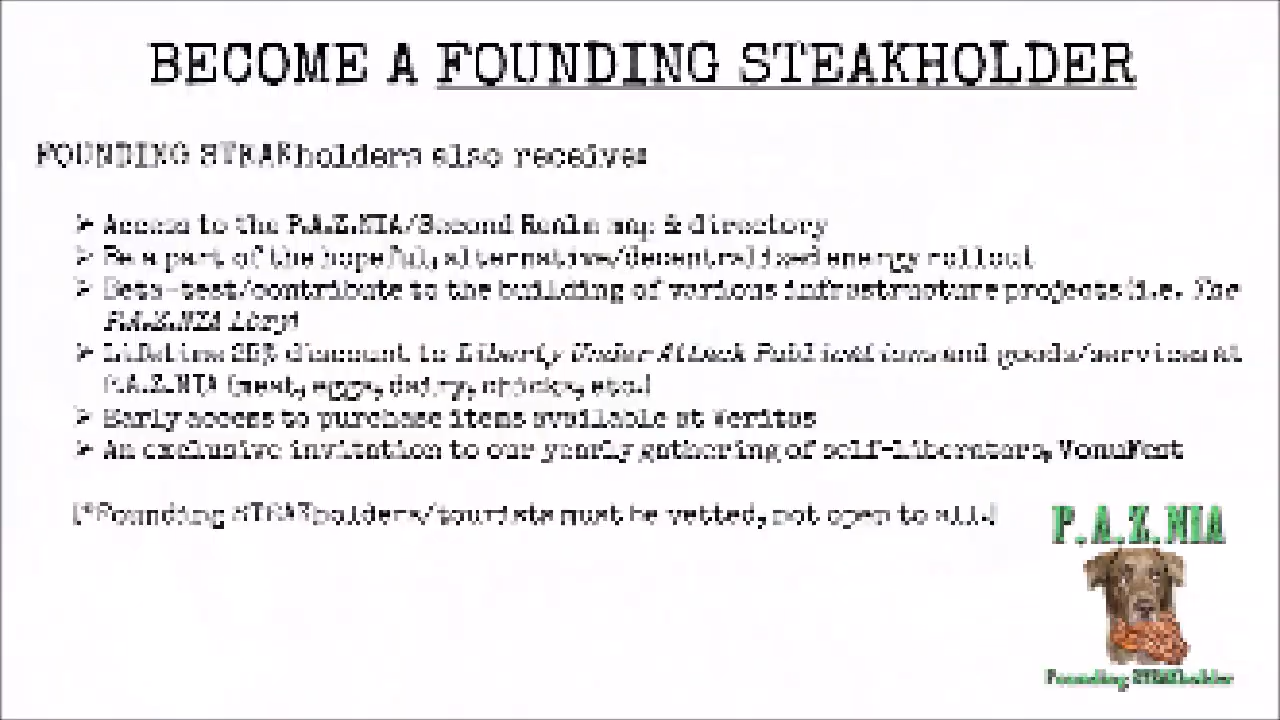 BECOME A FOUNDING STEAKHOLDER
FOUNDING STEAKholders also receive:
➢ Access to the P.A.Z.NIA/Second Realm map & directory
➢ Be a part of the hopeful, alternative/decentralized energy rollout
➢ Beta-test/contribute to the building of various infrastructure projects (i.e. The
P.A.Z.NIA
➢ Lifetime discount to Liberty Under Attack Publications and goods/services at
P.A.Z.NIA (meat, eggs, dairy, chicks, etc.)
➢ Early access to purchase items available at Veritas
➢ An exclusive invitation to our yearly gathering of self-liberators, VonuFest
(*Founding STEAKholders/tourists must be vetted, not open to all.)
P.A.Z.NIA
Founding STEAKholder